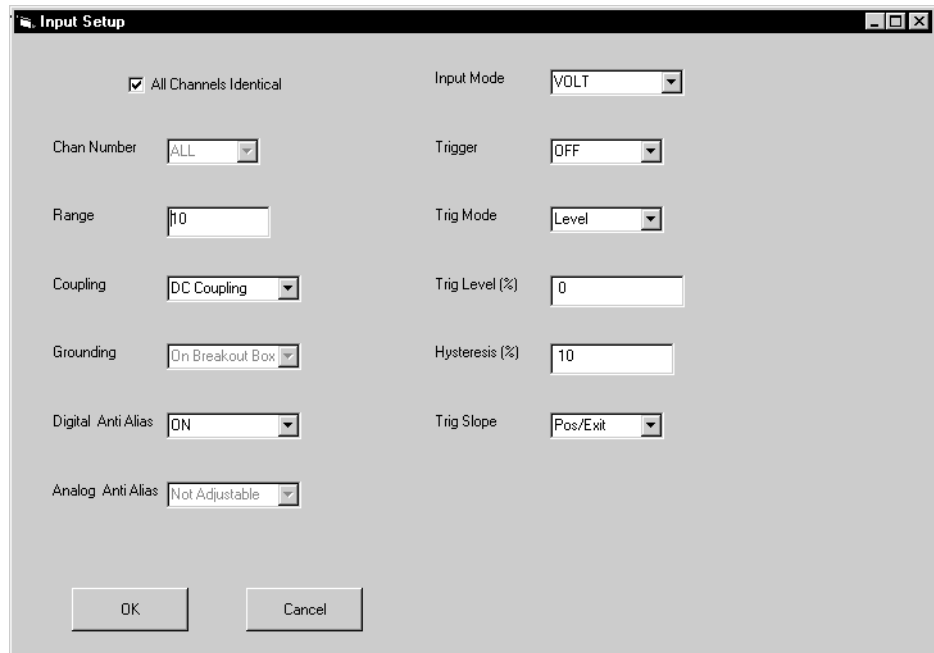 Input Setup
All Channels Identical
Input Mode VOLT
Chan Number ALL
Trigger OFF
Range 10
Trig Mode Level
Coupling DC Coupling
Trig Level (%) 0
Grounding On Breakout Box
Hysteresis (%) 10
Digital Anti Alias ON
Trig Slope Pos/Exit
Analog Anti Alias Not Adjustable
OK Cancel